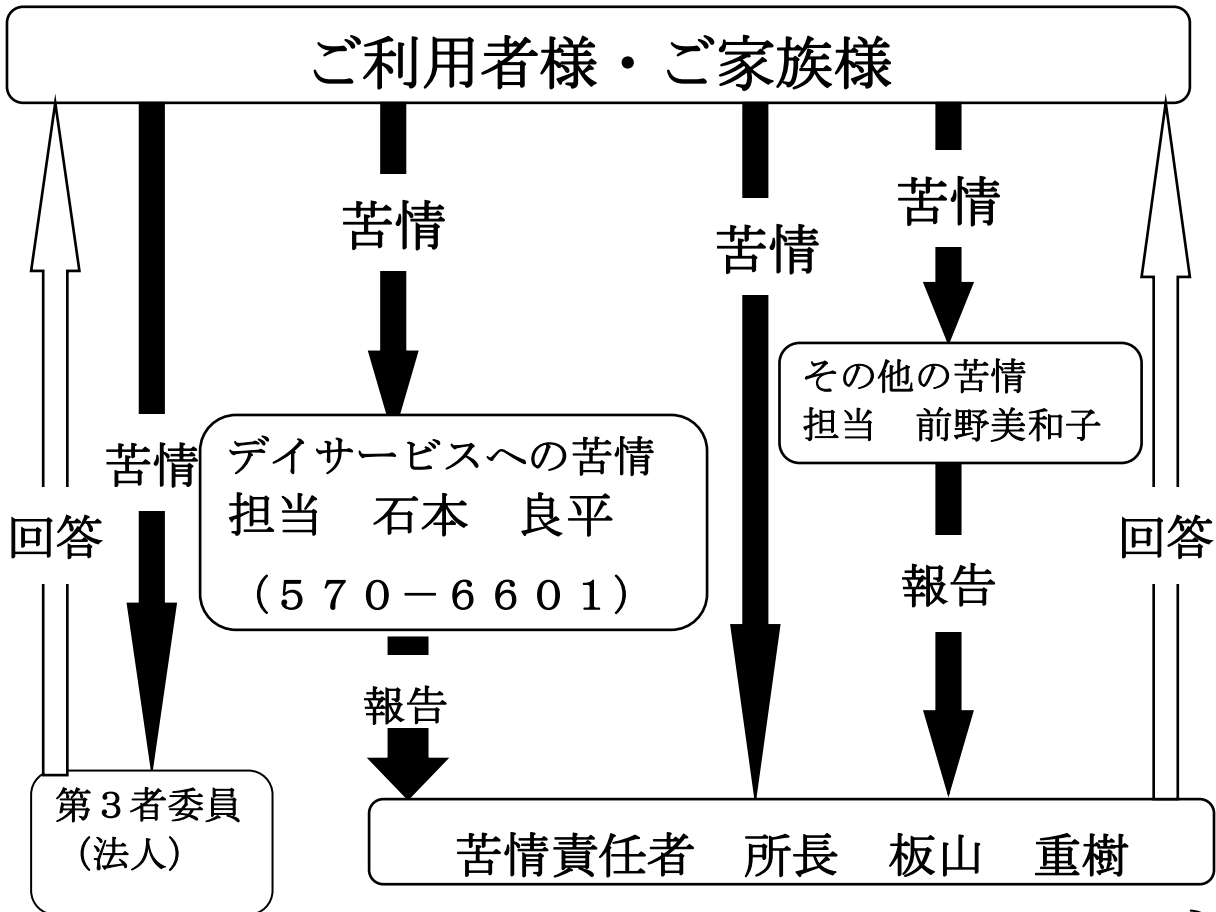 ご利用者様・ご家族様
苦情
苦情
苦情
苦情
その他の苦情
担当　前野美和子
デイサービスへの苦情
担当　石本　良平
（５７０－６６０１）
回答
回答
報告
報告
第３者委員
（法人）
苦情責任者　所長　板山　重樹